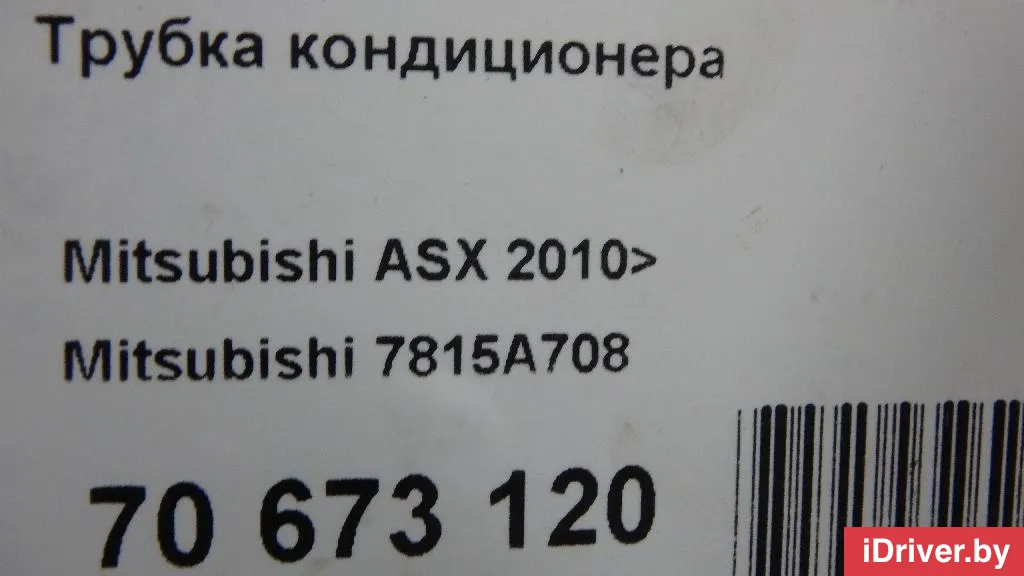 Трубка кондиционера
Mitsubishi ASX 2010>
Mitsubishi 7815A708
70 673 120
iDriver.by